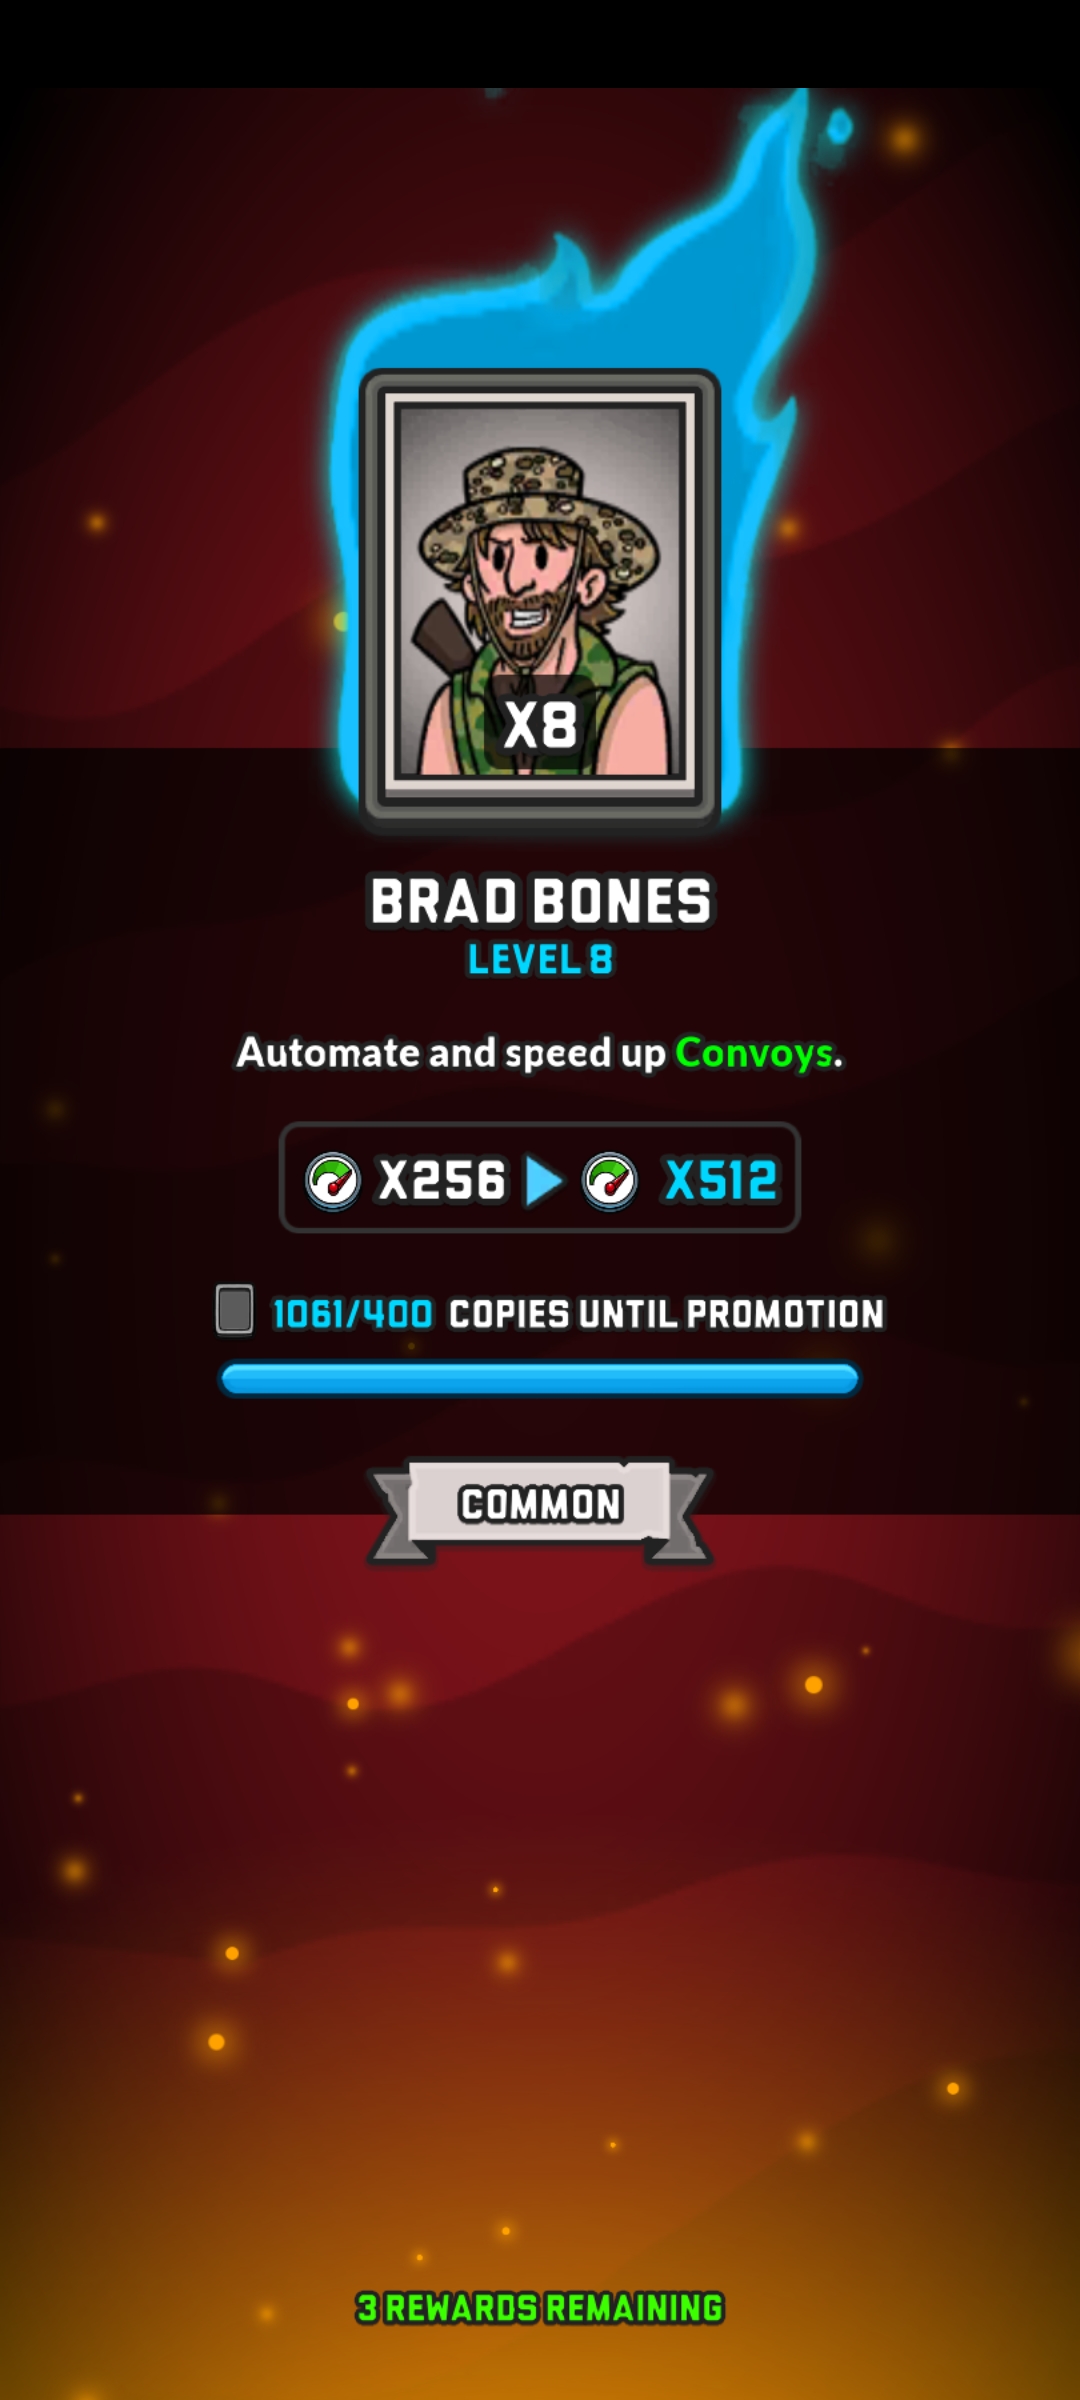 X8
BRAD BONES
LEVEL 8
Automate and speed up Convoys.
X256 X512
1061/400 COPIES UNTIL PROMOTION
COMMON
3 REWARDS REMAINING